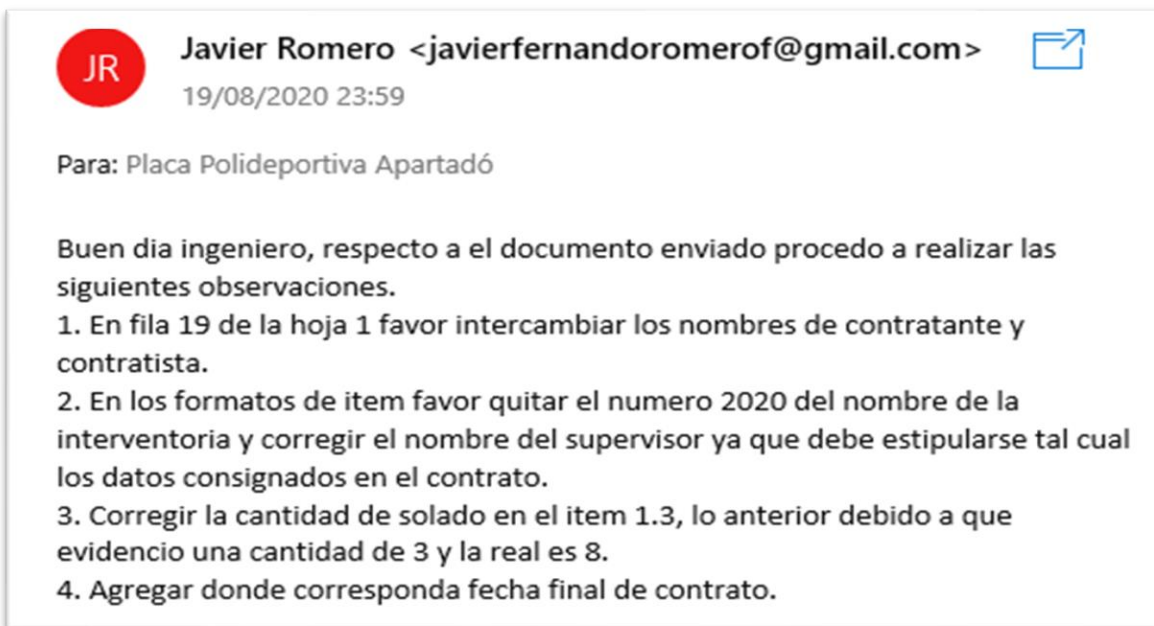 JR
Javier Romero <javierfernandoromerof@gmail.com>
19/08/2020 23:59
Para: Placa Polideportiva Apartadó
Buen dia ingeniero, respecto a el documento enviado procedo a realizar las
siguientes observaciones.
1. En fila 19 de la hoja 1 favor intercambiar los nombres de contratante y
contratista.
2. En los formatos de item favor quitar el numero 2020 del nombre de la
interventoria y corregir el nombre del supervisor ya que debe estipularse tal cual
los datos consignados en el contrato.
3. Corregir la cantidad de solado en el item 1.3, lo anterior debido a que
evidencio una cantidad de 3 y la real es 8.
4. Agregar donde corresponda fecha final de contrato.